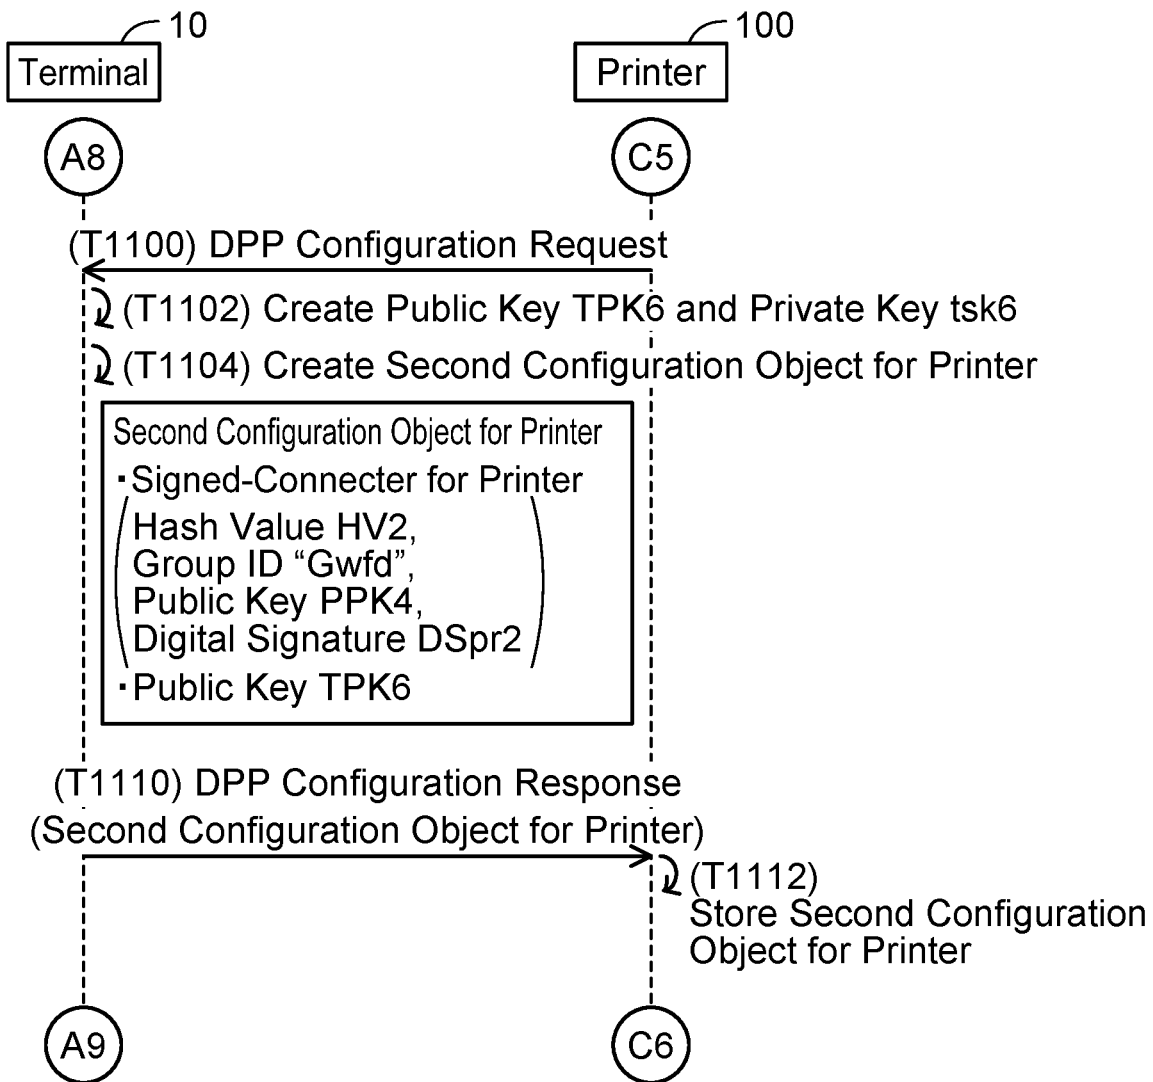 10
100
Terminal
Printer
A8
C5
(T1100) DPP Configuration Request
(T1102) Create Public Key TPK6 and Private Key tsk6
(T1104) Create Second Configuration Object for Printer
Second Configuration Object for Printer
・Signed-Connecter for Printer
Hash Value HV2,
Group ID “Gwfd”,
Public Key PPK4,
Digital Signature DSpr2
・Public Key TPK6
(T1110) DPP Configuration Response
(Second Configuration Object for Printer)
(T1112)
Store Second Configuration
Object for Printer
A9
C6